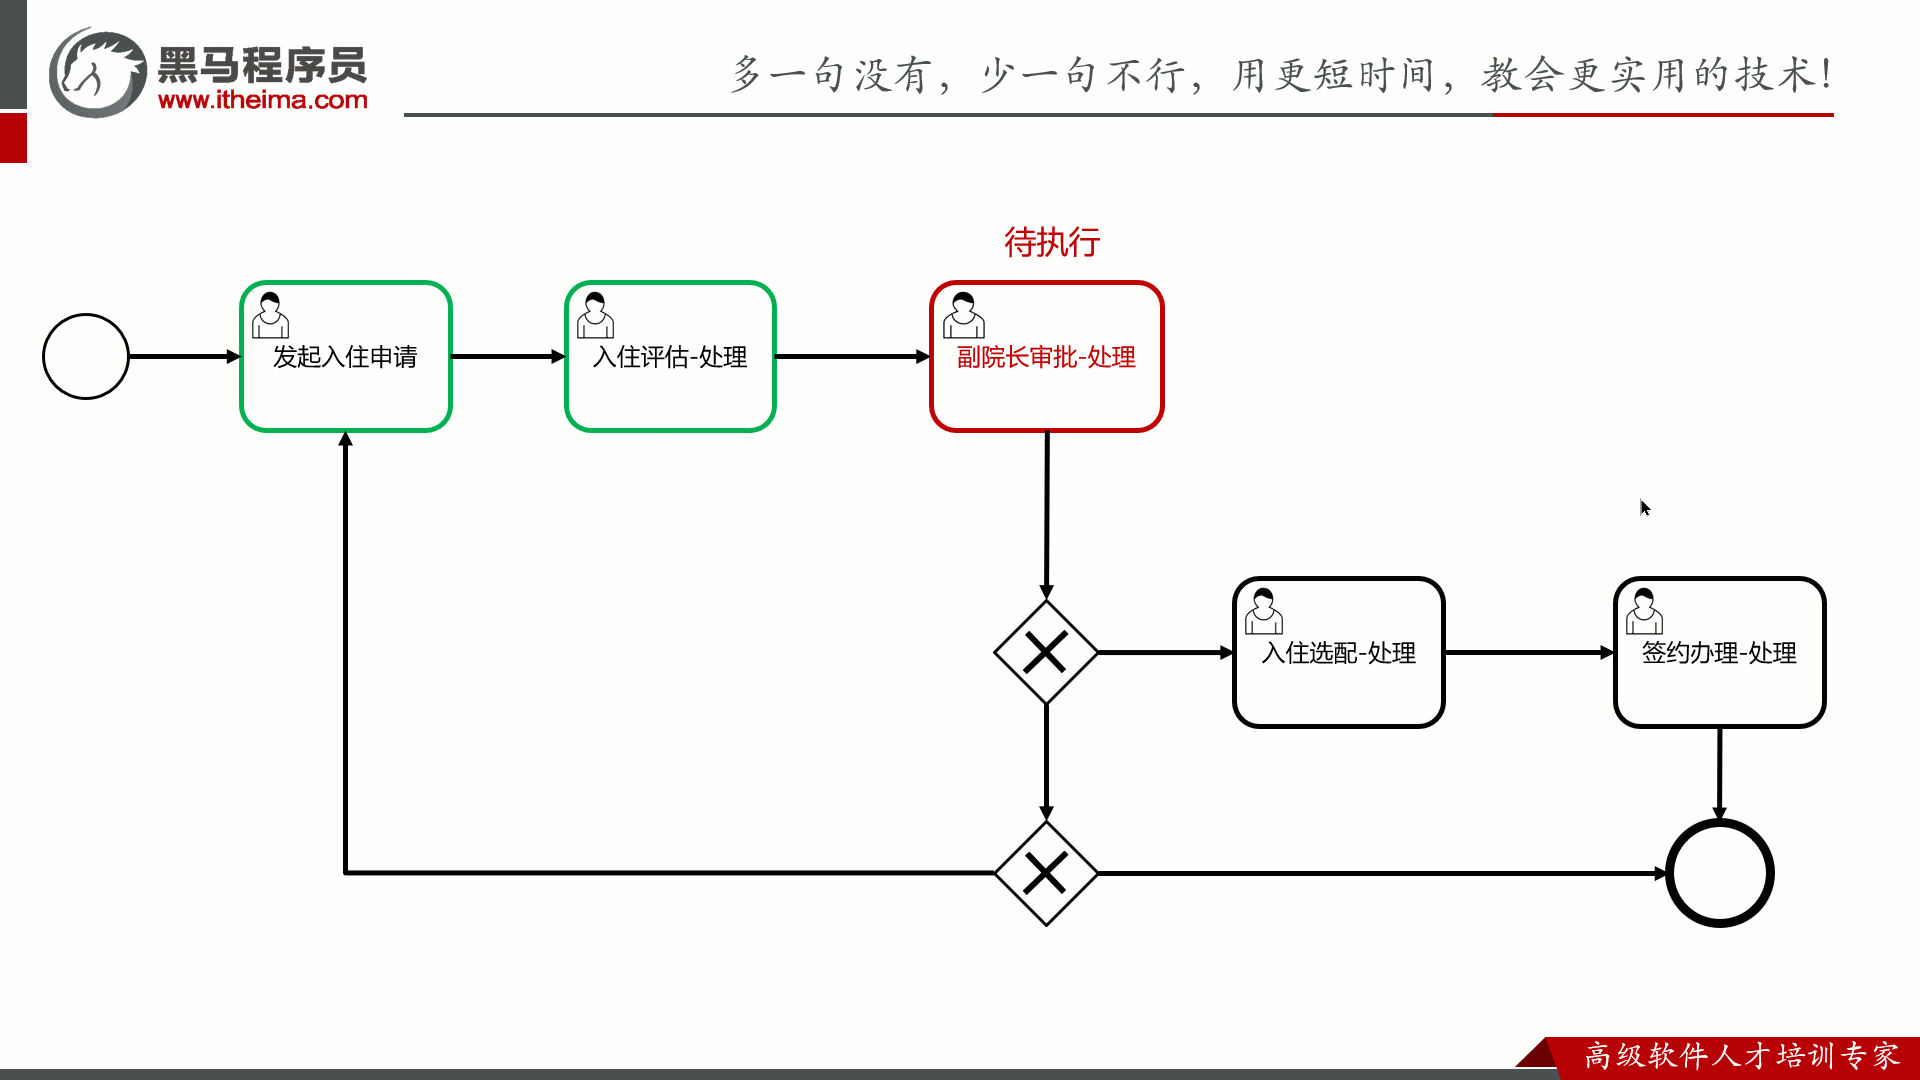 黑马程序员
www.itheima.com
多一句没有，少一句不行，用更短时间，教会更实用的技术！
待执行
发起入住申请
入住评估-处理
副院长审批-处理
入住选配-处理
签约办理-处理
高级软件人才培训专家